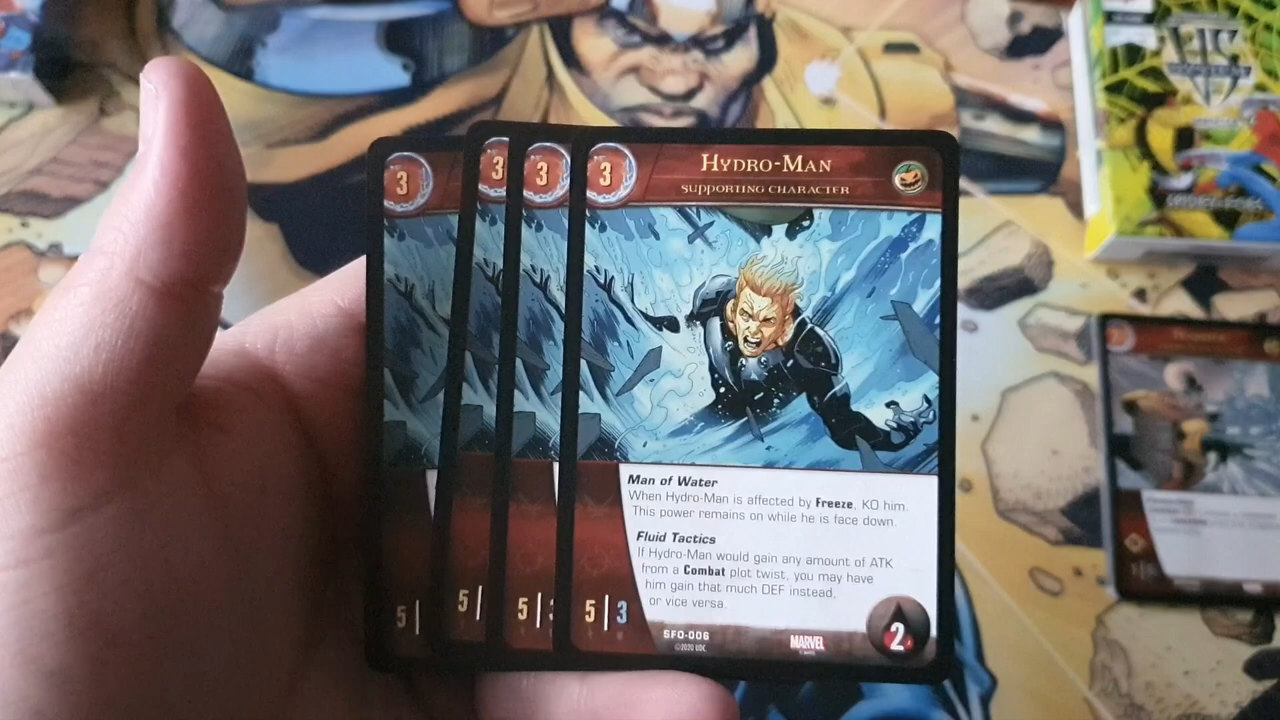 3
3
3
3
HYDRO-MAN
SUPPORTING CHARACTER
Man of Water
When Hydro-Man is affected by Freeze, KO him.
This power remains on while he is face down.
Fluid Tactics
If Hydro-Man would gain any amount of ATK
from a Combat plot twist, you may have
him gain that much DEF instead,
or vice versa.
5 |
5 |
5 | 3
5 | 3
2
SFO-006
©2020 UDC
MARVEL
VS